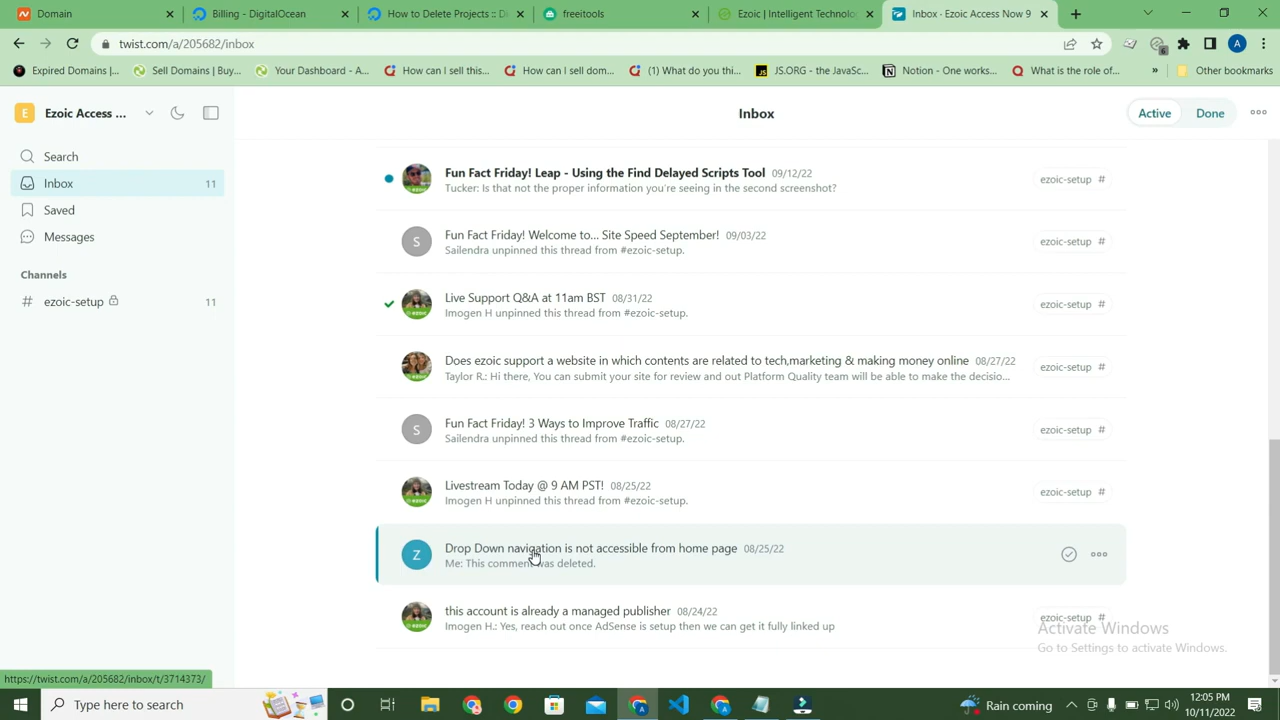 Domain
Billing - DigitalOcean
How to Delete Projects :: Di
freeitools
Ezoic | Intelligent Technolog
Inbox · Ezoic Access Now 9
twist.com/a/205682/inbox
6
A
Expired Domains |...
Sell Domains | Buy...
Your Dashboard - A...
How can I sell this...
How can I sell dom...
(1) What do you thi...
JS
JS.ORG - the JavaSc...
Notion - One works...
What is the role of...
»
Other bookmarks
E
Ezoic Access ...
Inbox
Active
Done
Search
Inbox
11
Saved
Messages
Channels
# ezoic-setup
11
Fun Fact Friday! Leap - Using the Find Delayed Scripts Tool 09/12/22
Tucker: Is that not the proper information you're seeing in the second screenshot?
ezoic-setup #
S
Fun Fact Friday! Welcome to... Site Speed September! 09/03/22
Sailendra unpinned this thread from #ezoic-setup.
ezoic-setup #
Live Support Q&A at 11am BST 08/31/22
Imogen H unpinned this thread from #ezoic-setup.
ezoic-setup #
Does ezoic support a website in which contents are related to tech,marketing & making money online 08/27/22
Taylor R.: Hi there, You can submit your site for review and out Platform Quality team will be able to make the decisio...
ezoic-setup #
S
Fun Fact Friday! 3 Ways to Improve Traffic 08/27/22
Sailendra unpinned this thread from #ezoic-setup.
ezoic-setup #
Livestream Today @ 9 AM PST! 08/25/22
Imogen H unpinned this thread from #ezoic-setup.
ezoic-setup #
Z
Drop Down navigation is not accessible from home page 08/25/22
Me: This comment was deleted.
this account is already a managed publisher 08/24/22
Imogen H.: Yes, reach out once AdSense is setup then we can get it fully linked up
ezoic-setup #
Activate Windows
Go to Settings to activate Windows.
https://twist.com/a/205682/inbox/t/3714373/
Type here to search
Rain coming
12:05 PM
10/11/2022